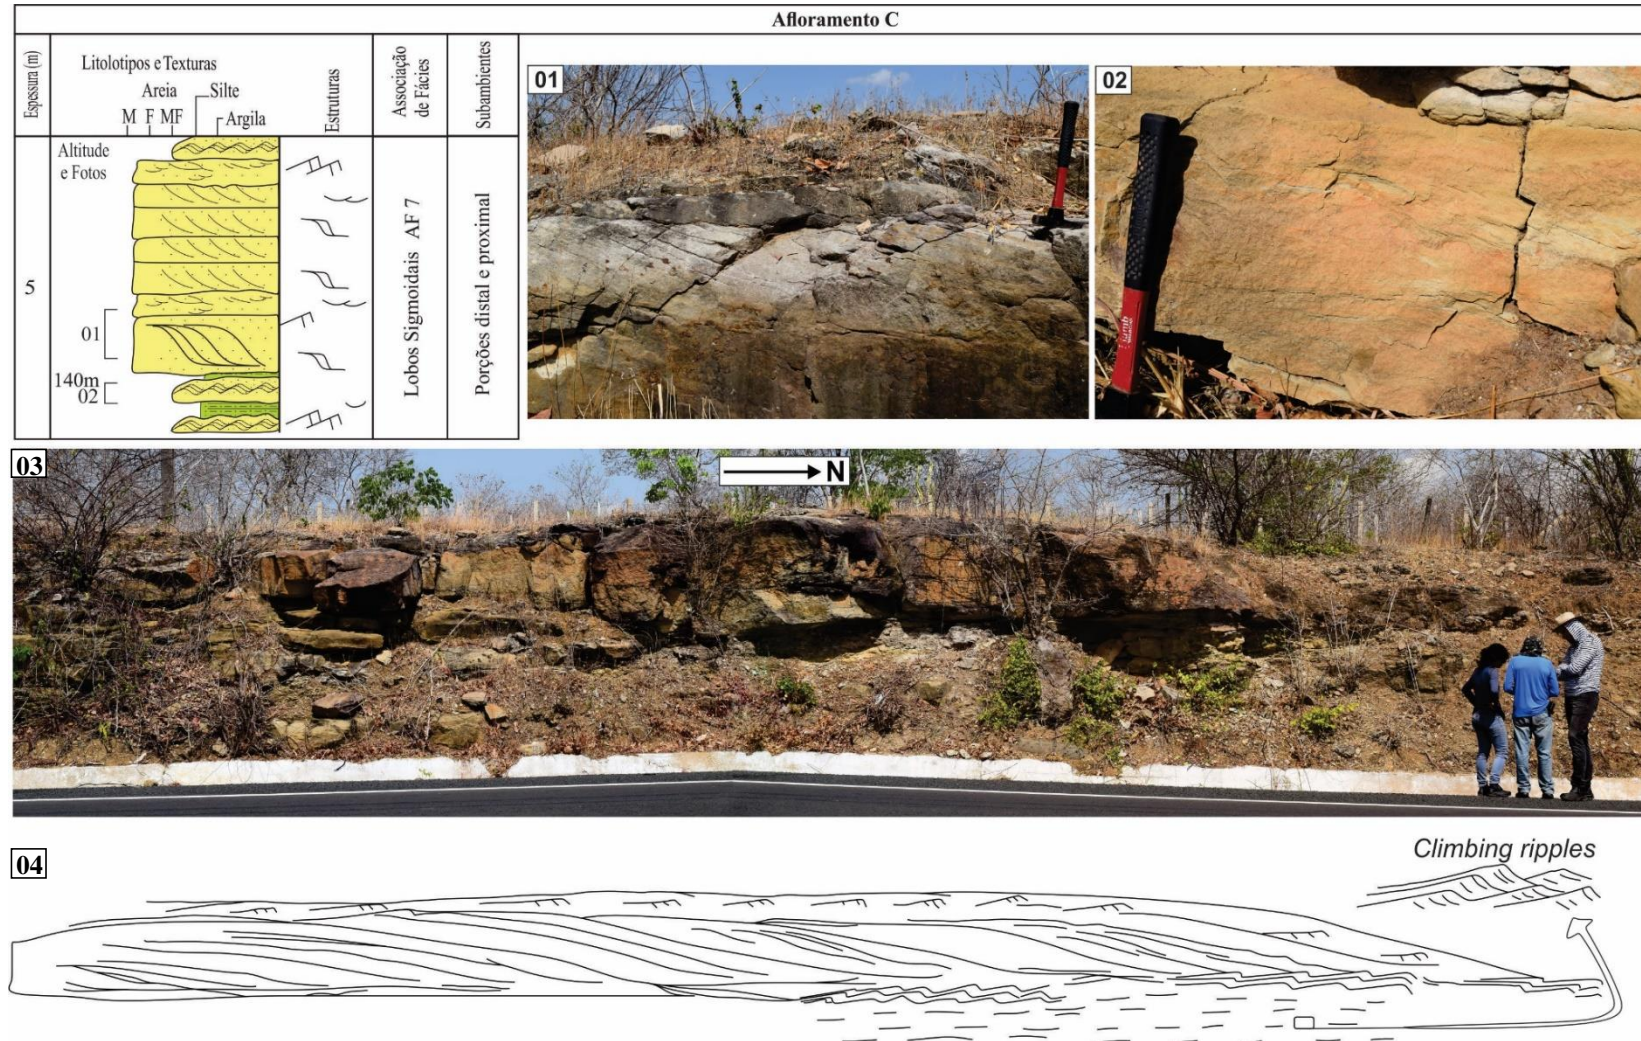 Afloramento C
Espessura (m)
Litolotipos e Texturas
Areia
Silte
M F MF
Argila
Estruturas
Associação
de Fácies
Subambientes
Altitude
e Fotos
5
01
140m
02
Lobos Sigmoidais AF 7
Porções distal e proximal
01
02
03
N
04
Climbing ripples